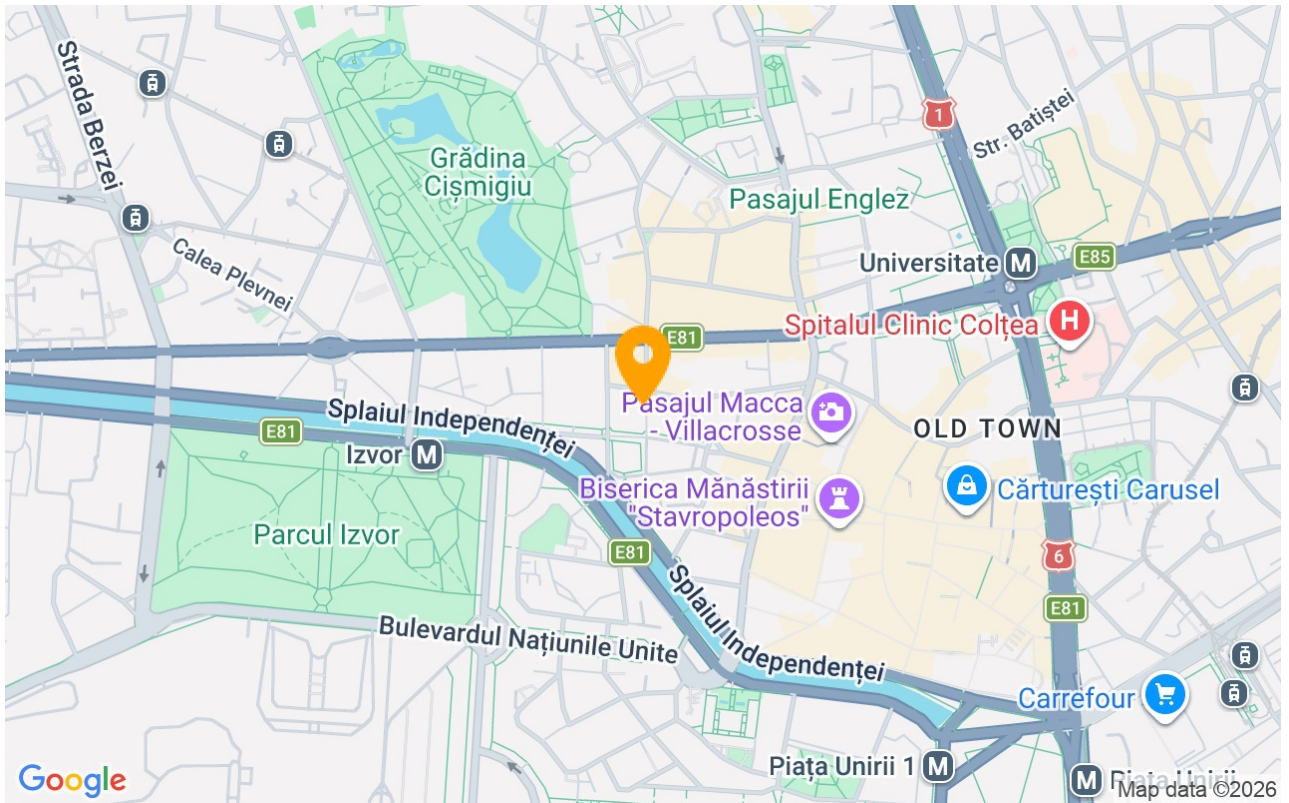 Strada Berzei
1
Str. Batiștei
Grădina
Cișmigiu
Pasajul Englez
Calea Plevnei
Universitate M
E85
Spitalul Clinic Colțea H
E81
Pasajul Macca
- Villacrosse
Splaiul Independenței
OLD TOWN
E81
Izvor M
Biserica Mănăstirii
"Stavropoleos"
Cărturești Carusel
Parcul Izvor
E81
6
Splaiul Independenței
E81
Bulevardul Națiunile Unite
Carrefour
Piața Unirii 1 M
M Piața Unirii
Google
Map data ©2026